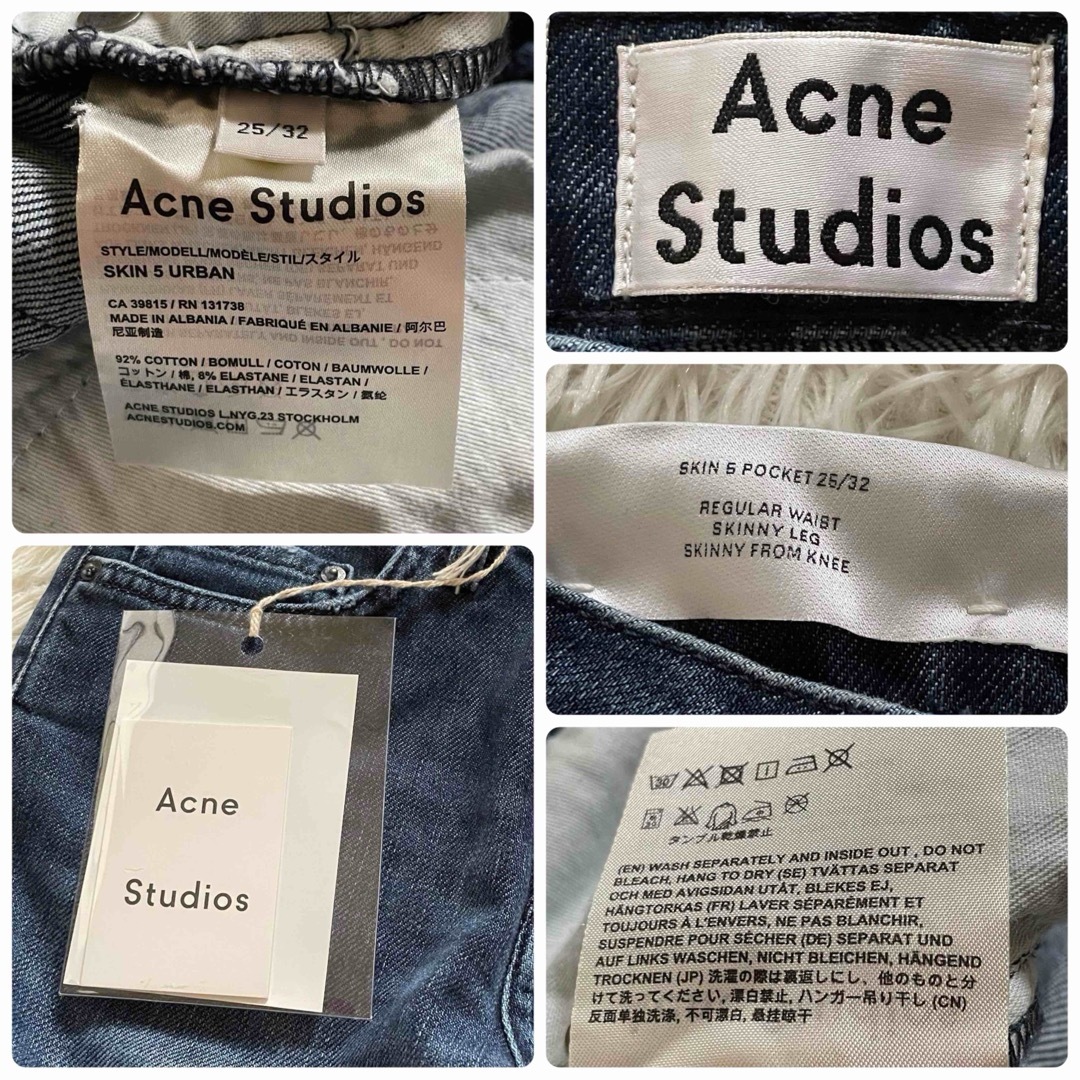 25/32
Acne Studios
STYLE/MODELL/MODÈLE/STIL/スタイル
SKIN 5 URBAN
CA 39815 / RN 131738
MADE IN ALBANIA / FABRIQUÉ EN ALBANIE / 阿尔巴
尼亚制造
92% COTTON / BOMULL / COTON / BAUMWOLLE /
コットン / 棉, 8% ELASTANE / ELASTAN /
ÉLASTHANE / ELASTHAN / エラスタン / 氨纶
ACNE STUDIOS L.NYG.23 STOCKHOLM
ACNESTUDIOS.COM
Acne
Studios
SKIN 5 POCKET 25/32
REGULAR WAIST
SKINNY LEG
SKINNY FROM KNEE
Acne
Studios
30
タンブル乾燥禁止
(EN) WASH SEPARATELY AND INSIDE OUT , DO NOT
BLEACH, HANG TO DRY (SE) TVÄTTAS SEPARAT
OCH MED AVIGSIDAN UTÅT, BLEKES EJ,
HÄNGTORKAS (FR) LAVER SÉPARÉMENT ET
TOUJOURS À L'ENVERS, NE PAS BLANCHIR,
SUSPENDRE POUR SÉCHER (DE) SEPARAT UND
AUF LINKS WASCHEN, NICHT BLEICHEN, HÄNGEND
TROCKNEN (JP) 洗濯の際は裏返しにし、他のものと分
けて洗ってください, 漂白禁止, ハンガー吊り干し (CN)
反面单独洗涤, 不可漂白, 悬挂晾干